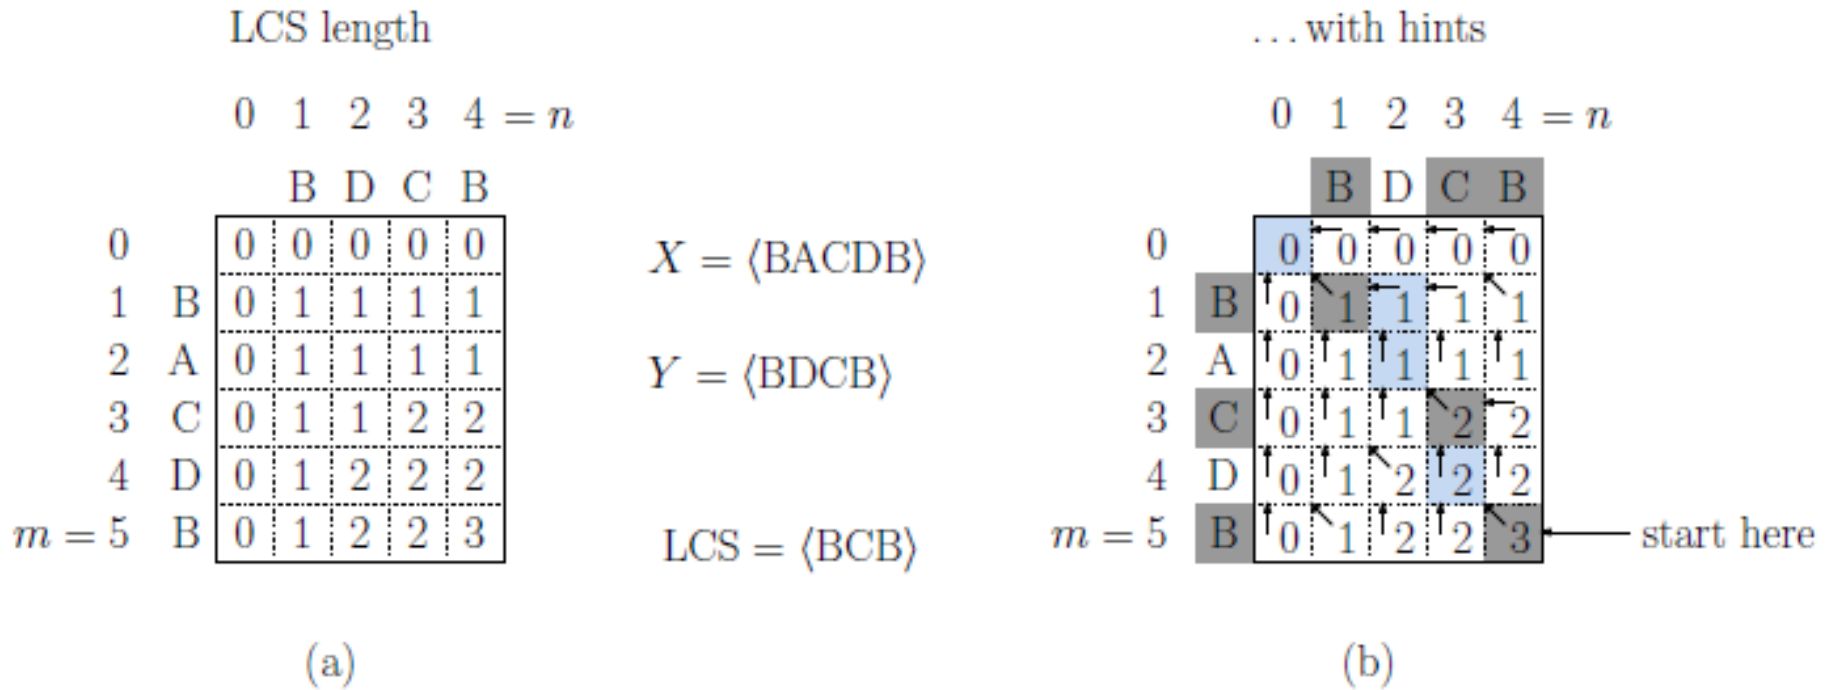 LCS length
0 1 2 3 4 = n
B D C B
0 0 0 0 0 0
1 B 0 1 1 1 1
2 A 0 1 1 1 1
3 C 0 1 1 2 2
4 D 0 1 2 2 2
m = 5 B 0 1 2 2 3
(a)
X = ⟨BACDB⟩
Y = ⟨BDCB⟩
LCS = ⟨BCB⟩
...with hints
0 1 2 3 4 = n
B D C B
0 0 0 0 0 0
1 B 0 1 1 1 1
2 A 0 1 1 1 1
3 C 0 1 1 2 2
4 D 0 1 2 2 2
m = 5 B 0 1 2 2 3 start here
(b)